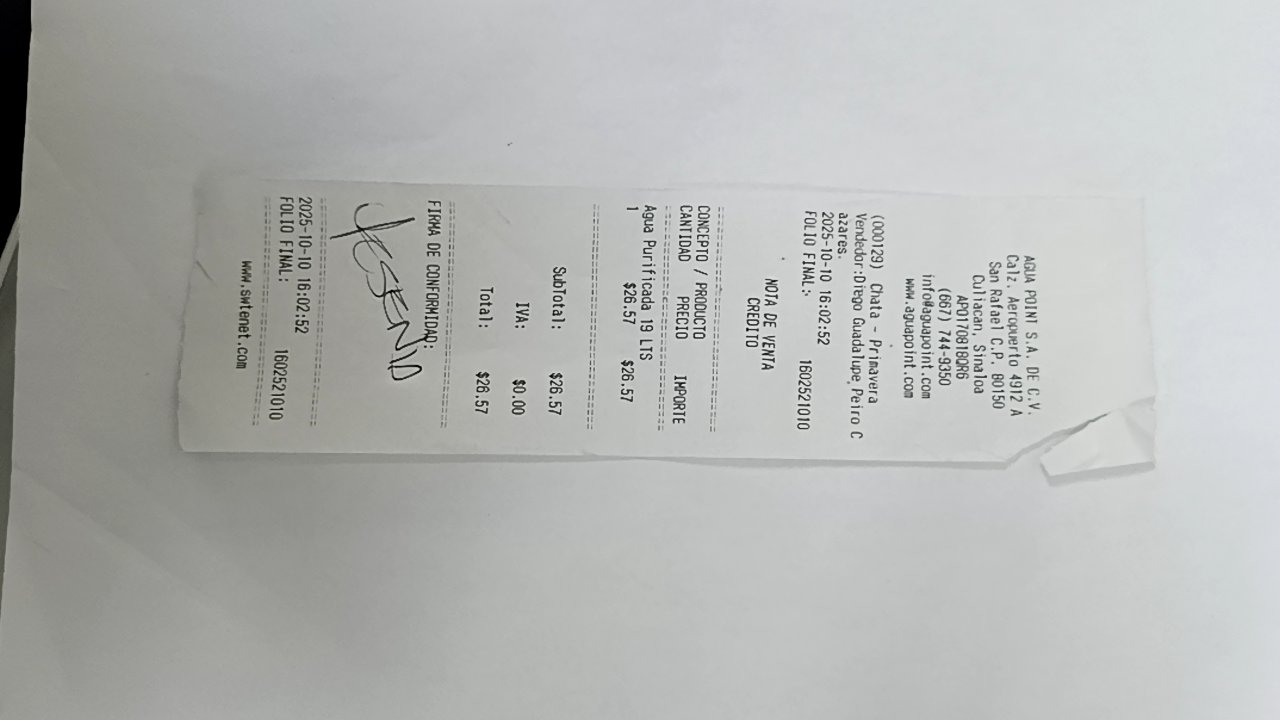 AGUA POINT S.A. DE C.V.
Calz. Aeropuerto 4912 A
San Rafael C.P. 80150
Culiacan, Sinaloa
APO170818QR6
(667) 744-9350
info@aguapoint.com
www.aguapoint.com
(000129) Chata - Primavera
Vendedor:Diego Guadalupe Peiro C
azares.
2025-10-10 16:02:52
FOLIO FINAL: 1602521010
NOTA DE VENTA
CREDITO
CONCEPTO / PRODUCTO
CANTIDAD PRECIO IMPORTE
Agua Purificada 19 LTS
1 $26.57 $26.57
SubTotal: $26.57
IVA: $0.00
Total: $26.57
FIRMA DE CONFORMIDAD:
2025-10-10 16:02:52
FOLIO FINAL: 1602521010
www.swtenet.com